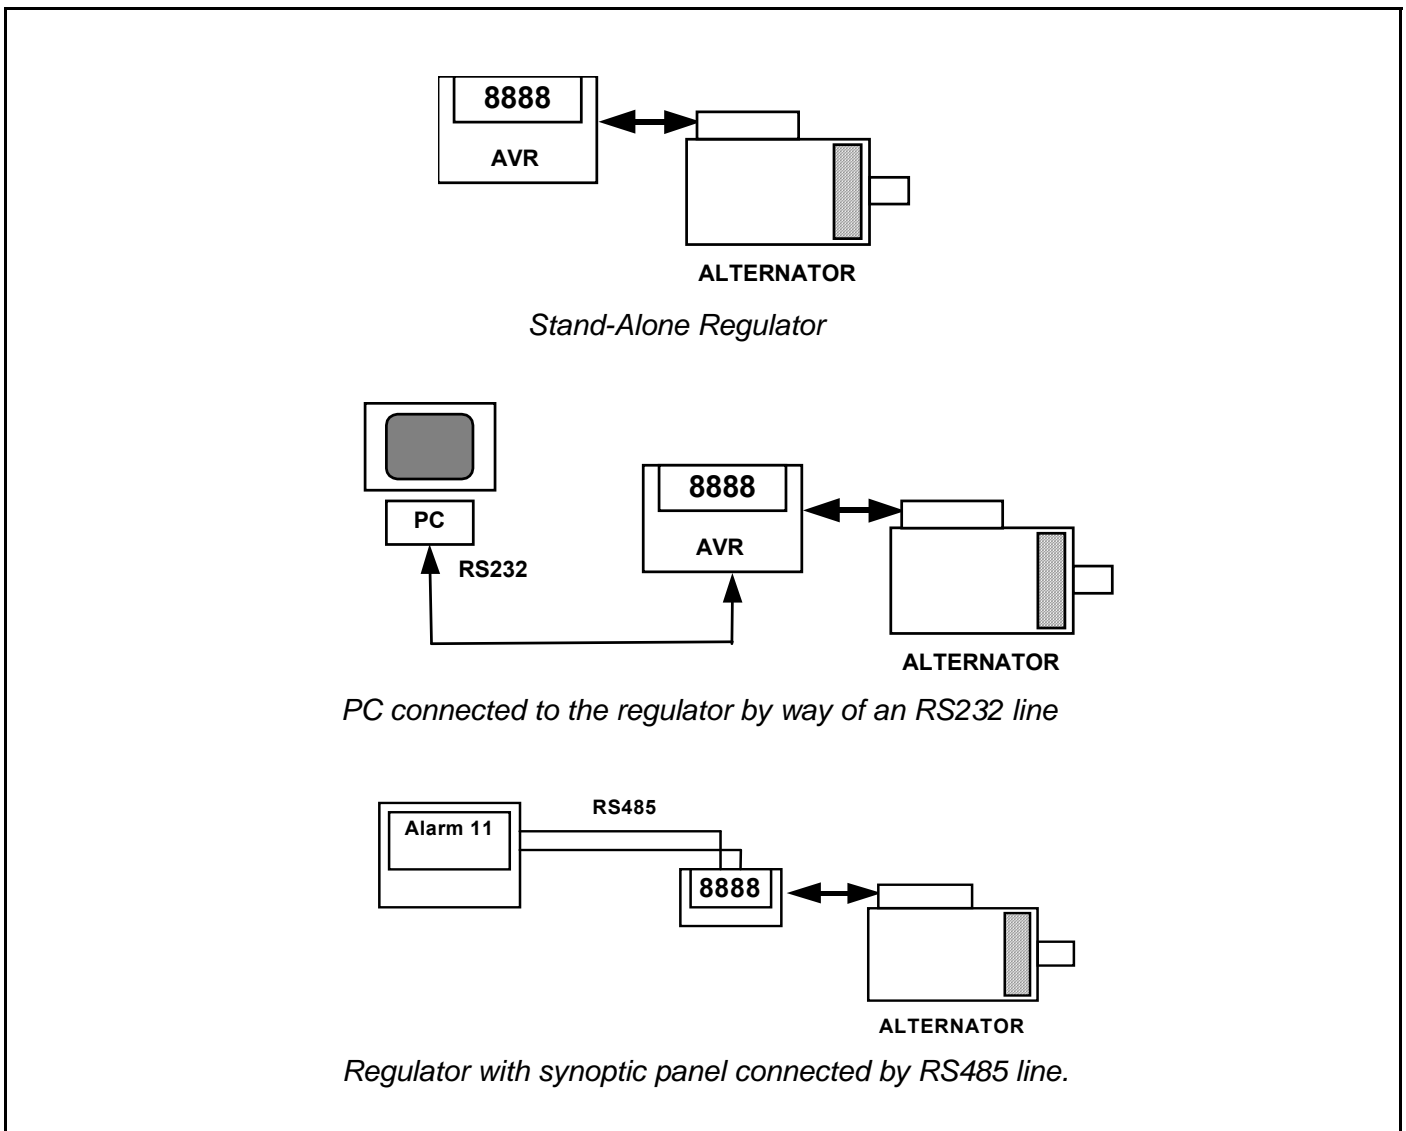 8888
AVR
ALTERNATOR
Stand-Alone Regulator
PC
RS232
8888
AVR
ALTERNATOR
PC connected to the regulator by way of an RS232 line
RS485
Alarm 11
8888
ALTERNATOR
Regulator with synoptic panel connected by RS485 line.